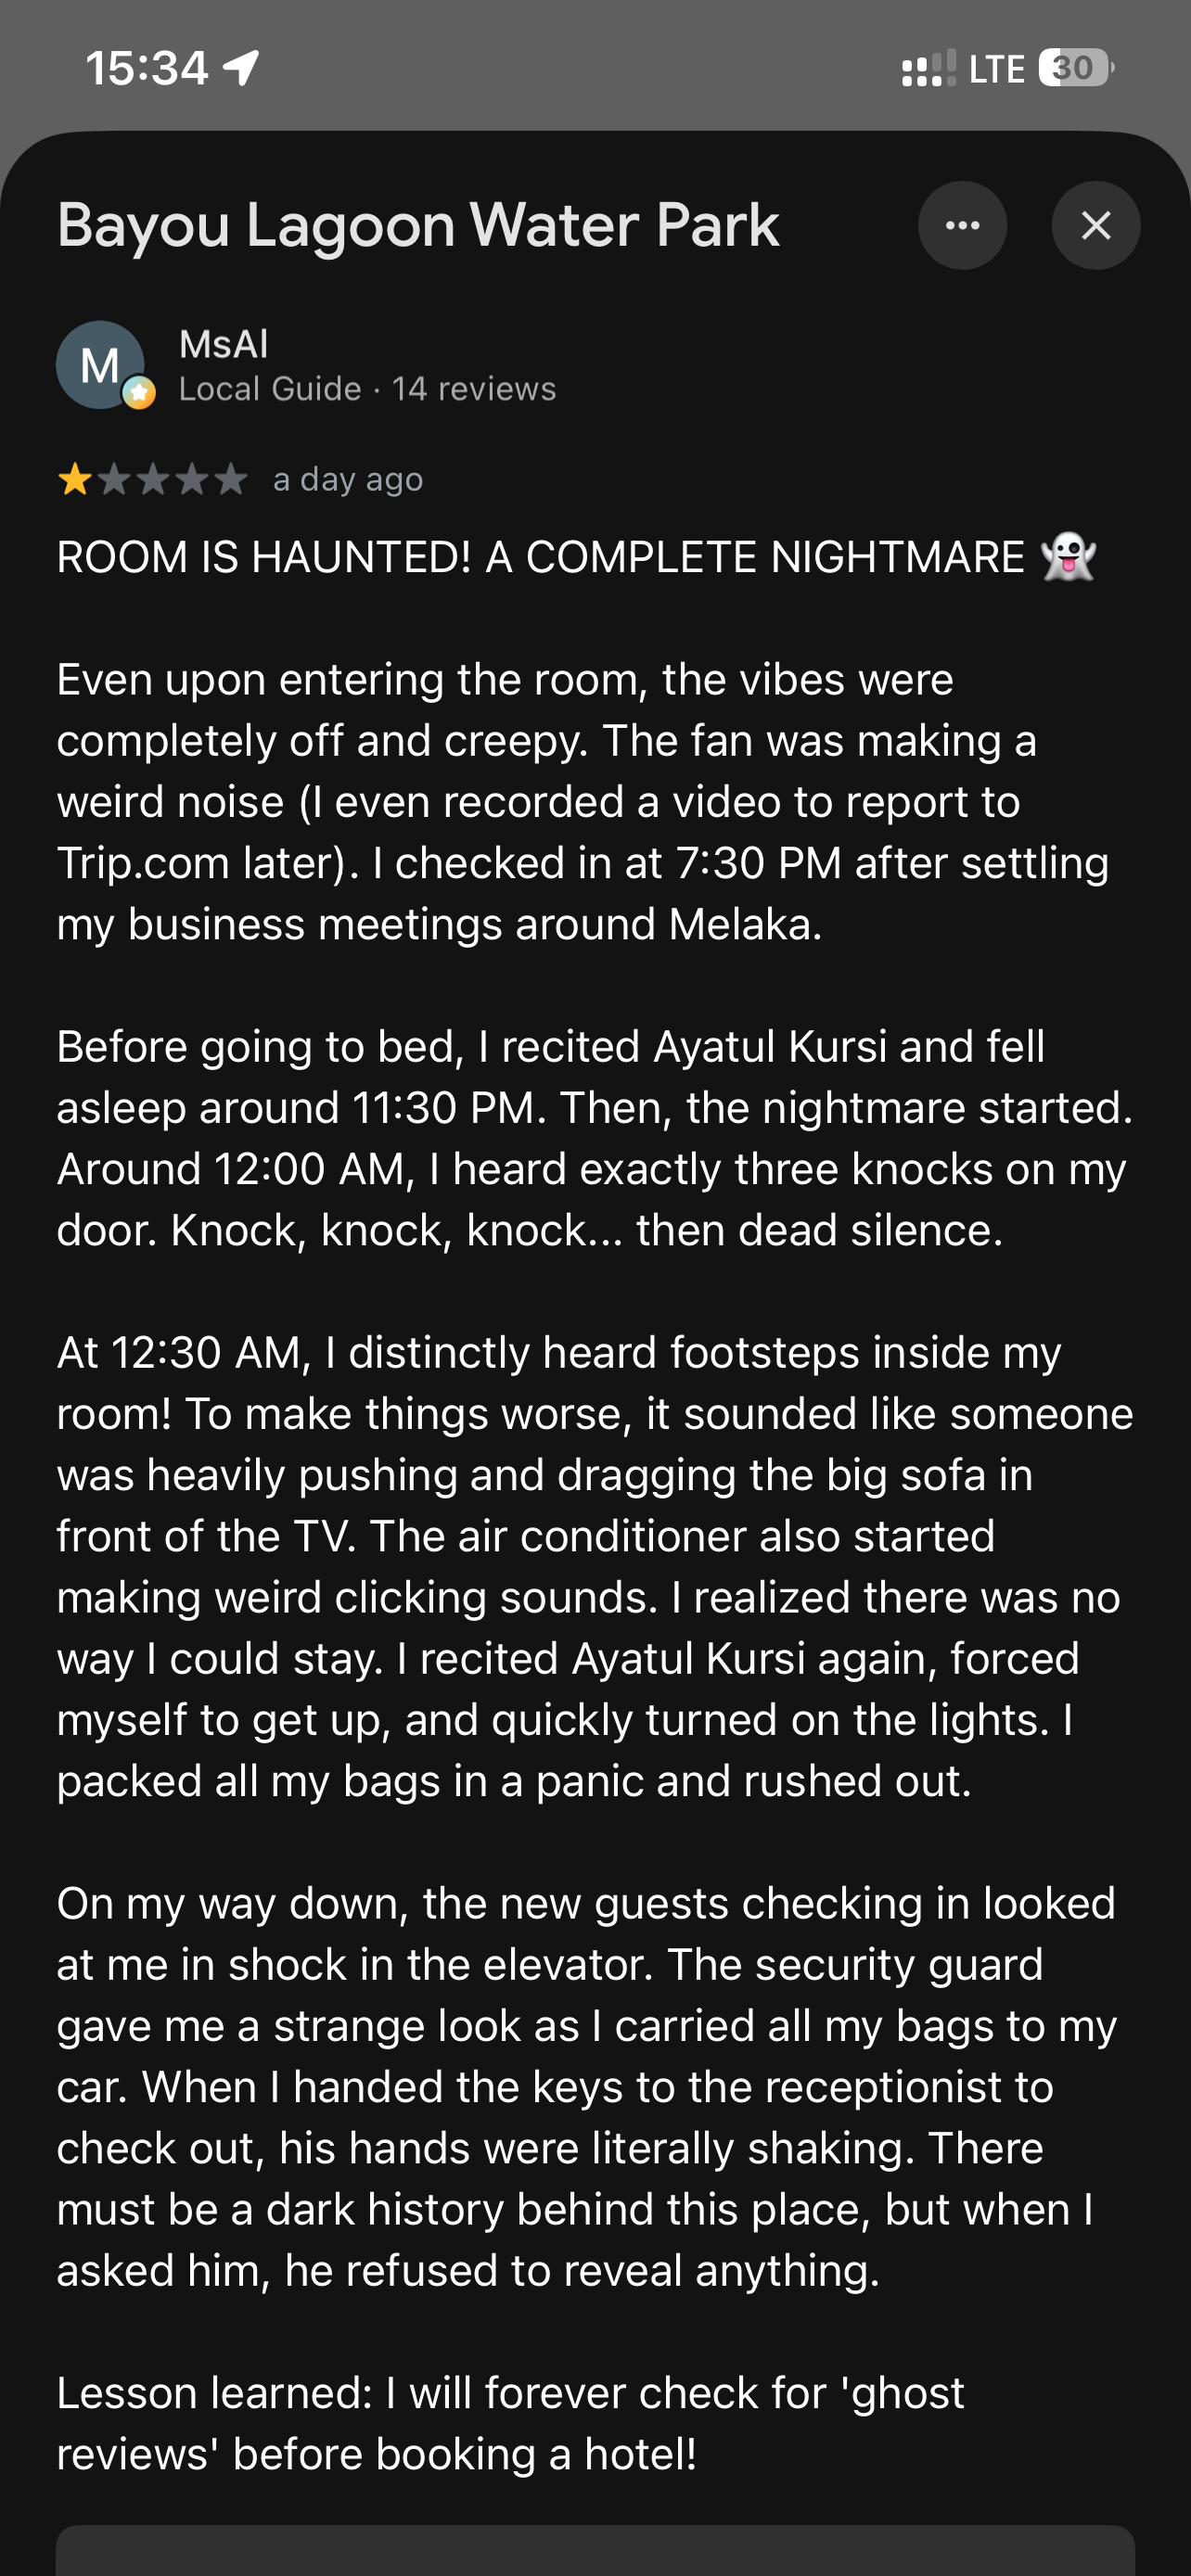 15:34
LTE 30
Bayou Lagoon Water Park
M
MsAl
Local Guide · 14 reviews
a day ago
ROOM IS HAUNTED! A COMPLETE NIGHTMARE 👻
Even upon entering the room, the vibes were
completely off and creepy. The fan was making a
weird noise (I even recorded a video to report to
Trip.com later). I checked in at 7:30 PM after settling
my business meetings around Melaka.
Before going to bed, I recited Ayatul Kursi and fell
asleep around 11:30 PM. Then, the nightmare started.
Around 12:00 AM, I heard exactly three knocks on my
door. Knock, knock, knock... then dead silence.
At 12:30 AM, I distinctly heard footsteps inside my
room! To make things worse, it sounded like someone
was heavily pushing and dragging the big sofa in
front of the TV. The air conditioner also started
making weird clicking sounds. I realized there was no
way I could stay. I recited Ayatul Kursi again, forced
myself to get up, and quickly turned on the lights. I
packed all my bags in a panic and rushed out.
On my way down, the new guests checking in looked
at me in shock in the elevator. The security guard
gave me a strange look as I carried all my bags to my
car. When I handed the keys to the receptionist to
check out, his hands were literally shaking. There
must be a dark history behind this place, but when I
asked him, he refused to reveal anything.
Lesson learned: I will forever check for 'ghost
reviews' before booking a hotel!